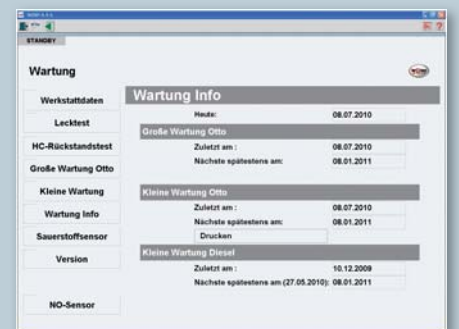 STANDBY
Wartung
Werkstattdaten
Lecktest
HC-Rückstandstest
Große Wartung Otto
Kleine Wartung
Wartung Info
Sauerstoffsensor
Version
NO-Sensor
Wartung Info
Heute: 08.07.2010
Große Wartung Otto
Zuletzt am : 08.07.2010
Nächste spätestens am: 08.01.2011
Kleine Wartung Otto
Zuletzt am : 08.07.2010
Nächste spätestens am: 08.01.2011
Drucken
Kleine Wartung Diesel
Zuletzt am : 10.12.2009
Nächste spätestens am (27.05.2010): 08.01.2011